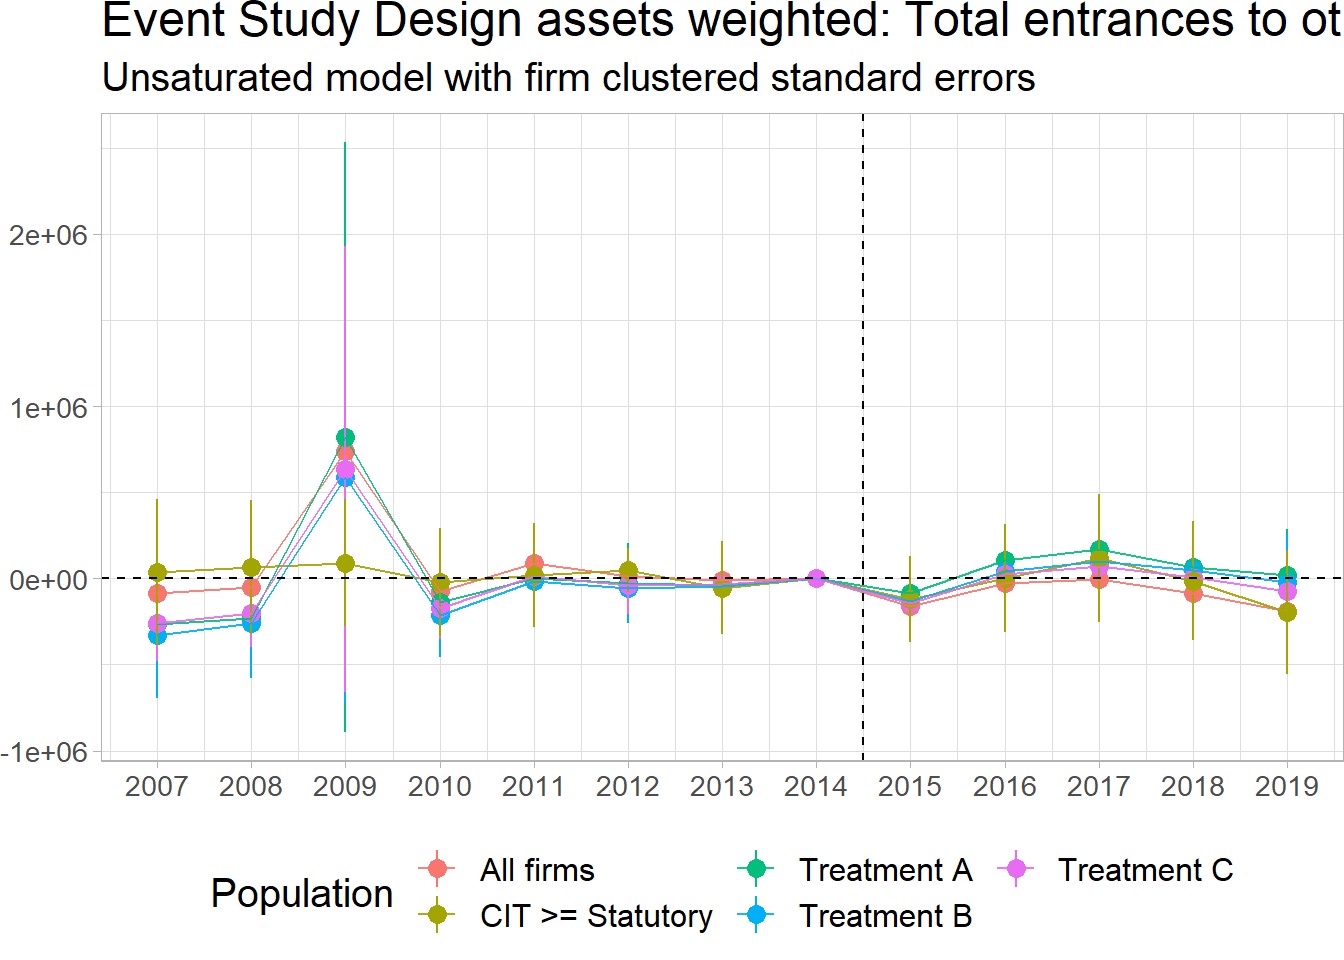 Event Study Design assets weighted: Total entrances to ot
Unsaturated model with firm clustered standard errors
2e+06
1e+06
0e+00
-1e+06
2007 2008 2009 2010 2011 2012 2013 2014 2015 2016 2017 2018 2019
Population
All firms Treatment A Treatment C
CIT >= Statutory Treatment B